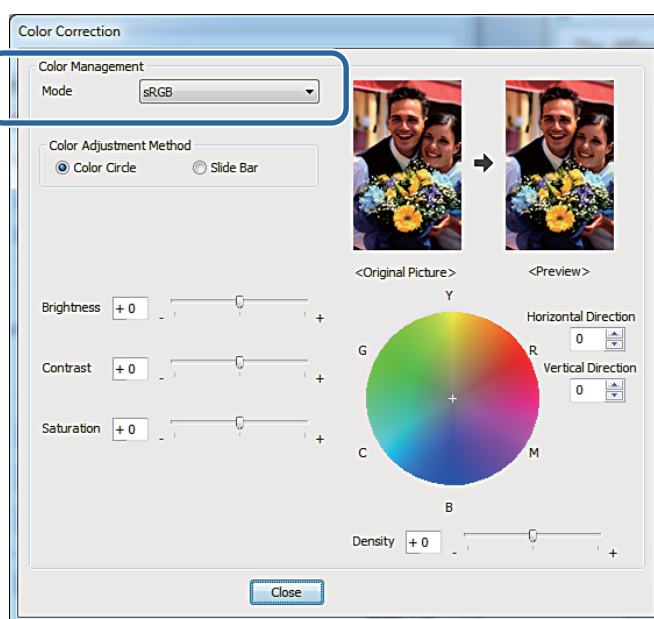 Color Correction
Color Management
Mode sRGB
Color Adjustment Method
Color Circle Slide Bar
<Original Picture> <Preview>
Y
Brightness +0 - +
Horizontal Direction
0
G R
Contrast +0 - +
Vertical Direction
0
Saturation +0 - +
C M
B
Density +0 - +
Close